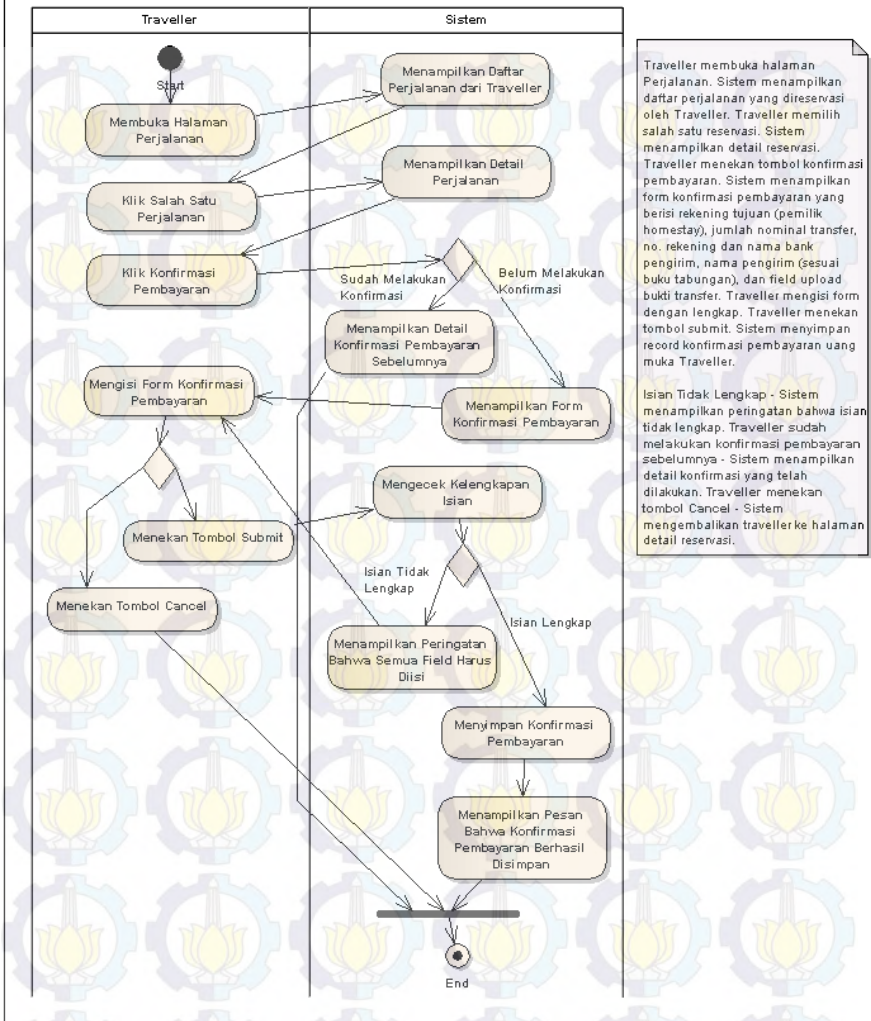 Traveller
Sistem
Start
Menampilkan Daftar
Perjalanan dari Traveller
Membuka Halaman
Perjalanan
Menampilkan Detail
Perjalanan
Klik Salah Satu
Perjalanan
Klik Konfirmasi
Pembayaran
Sudah Melakukan
Konfirmasi
Belum Melakukan
Konfirmasi
Menampilkan Detail
Konfirmasi Pembayaran
Sebelumnya
Mengisi Form Konfirmasi
Pembayaran
Menampilkan Form
Konfirmasi Pembayaran
Mengecek Kelengkapan
Isian
Menekan Tombol Submit
Isian Tidak
Lengkap
Menekan Tombol Cancel
Isian Lengkap
Menampilkan Peringatan
Bahwa Semua Field Harus
Diisi
Menyimpan Konfirmasi
Pembayaran
Menampilkan Pesan
Bahwa Konfirmasi
Pembayaran Berhasil
Disimpan
End
Traveller membuka halaman
Perjalanan. Sistem menampilkan
daftar perjalanan yang direservasi
oleh Traveller. Traveller memilih
salah satu reservasi. Sistem
menampilkan detail reservasi.
Traveller menekan tombol konfirmasi
pembayaran. Sistem menampilkan
form konfirmasi pembayaran yang
berisi rekening tujuan (pemilik
homestay), jumlah nominal transfer,
no. rekening dan nama bank
pengirim, nama pengirim (sesuai
buku tabungan), dan field upload
bukti transfer. Traveller mengisi form
dengan lengkap. Traveller menekan
tombol submit. Sistem menyimpan
record konfirmasi pembayaran uang
muka Traveller.
Isian Tidak Lengkap - Sistem
menampilkan peringatan bahwa isian
tidak lengkap. Traveller sudah
melakukan konfirmasi pembayaran
sebelumnya - Sistem menampilkan
detail konfirmasi yang telah
dilakukan. Traveller menekan
tombol Cancel - Sistem
mengembalikan traveller ke halaman
detail reservasi.